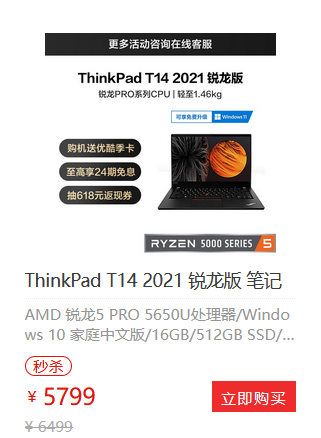 更多活动咨询在线客服
ThinkPad T14 2021 锐龙版
锐龙PRO系列CPU | 轻至1.46kg
可享免费升级 Windows 11
购机送优酷季卡
至高享24期免息
抽618元返现券
RYZEN 5000 SERIES 5
ThinkPad T14 2021 锐龙版 笔记
AMD 锐龙5 PRO 5650U处理器/Windo
ws 10 家庭中文版/16GB/512GB SSD/...
秒杀
¥ 5799
立即购买
¥ 6499